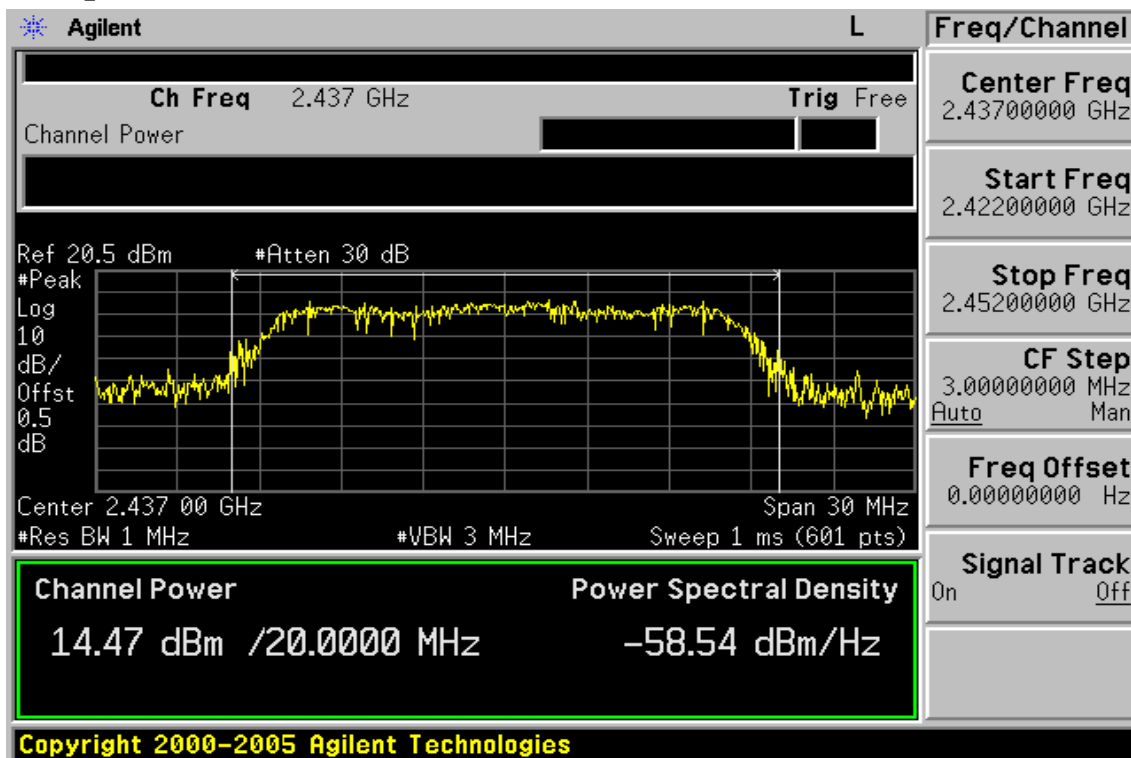 Agilent L Freq/Channel
Ch Freq 2.437 GHz Trig Free
Channel Power
Center Freq
2.43700000 GHz
Start Freq
2.42200000 GHz
Ref 20.5 dBm #Atten 30 dB
#Peak
Log
10
dB/
Offst
0.5
dB
Stop Freq
2.45200000 GHz
CF Step
3.00000000 MHz
Auto Man
Freq Offset
0.00000000 Hz
Center 2.437 00 GHz Span 30 MHz
#Res BW 1 MHz #VBW 3 MHz Sweep 1 ms (601 pts)
Signal Track
On Off
Channel Power Power Spectral Density
14.47 dBm /20.0000 MHz -58.54 dBm/Hz
Copyright 2000-2005 Agilent Technologies